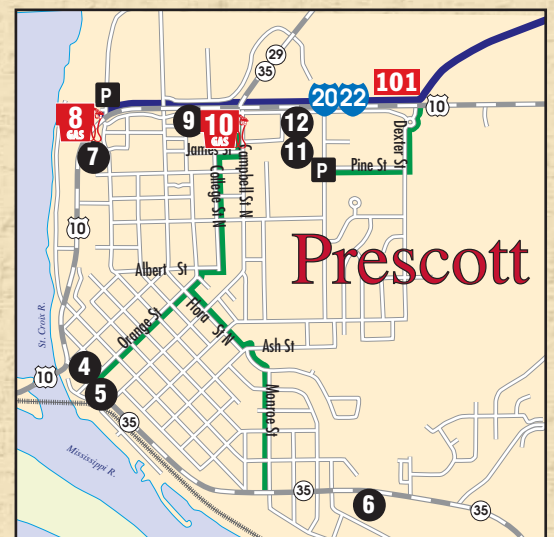 29
35
P
8
GAS
9
10
GAS
12
20 22
101
10
7
James St
11
P
Pine St
Dexter St
Campbell St N
College St N
10
Prescott
Albert St
St. Croix R.
Orange St
Flora St N
Ash St
4
10
5
Monroe St
35
Mississippi R.
35
6
35